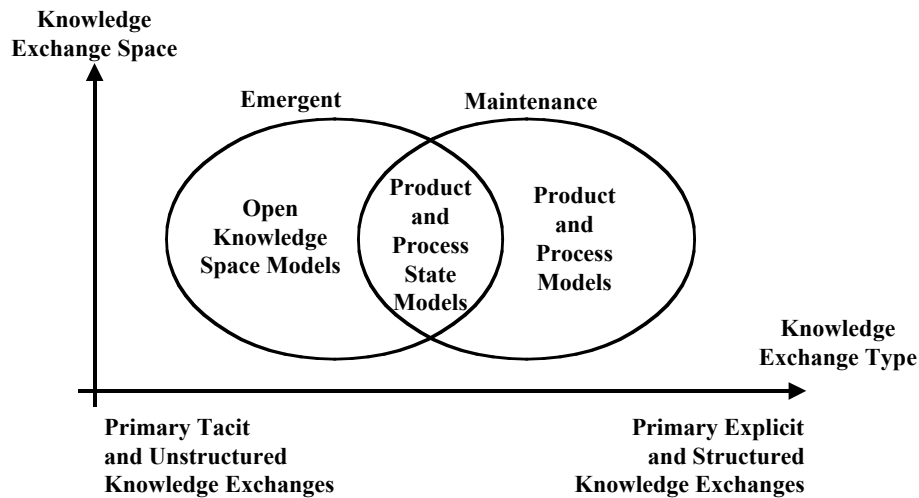 Knowledge
Exchange Space
Emergent
Maintenance
Open
Knowledge
Space Models
Product
and
Process
State
Models
Product
and
Process
Models
Knowledge
Exchange Type
Primary Tacit
and Unstructured
Knowledge Exchanges
Primary Explicit
and Structured
Knowledge Exchanges